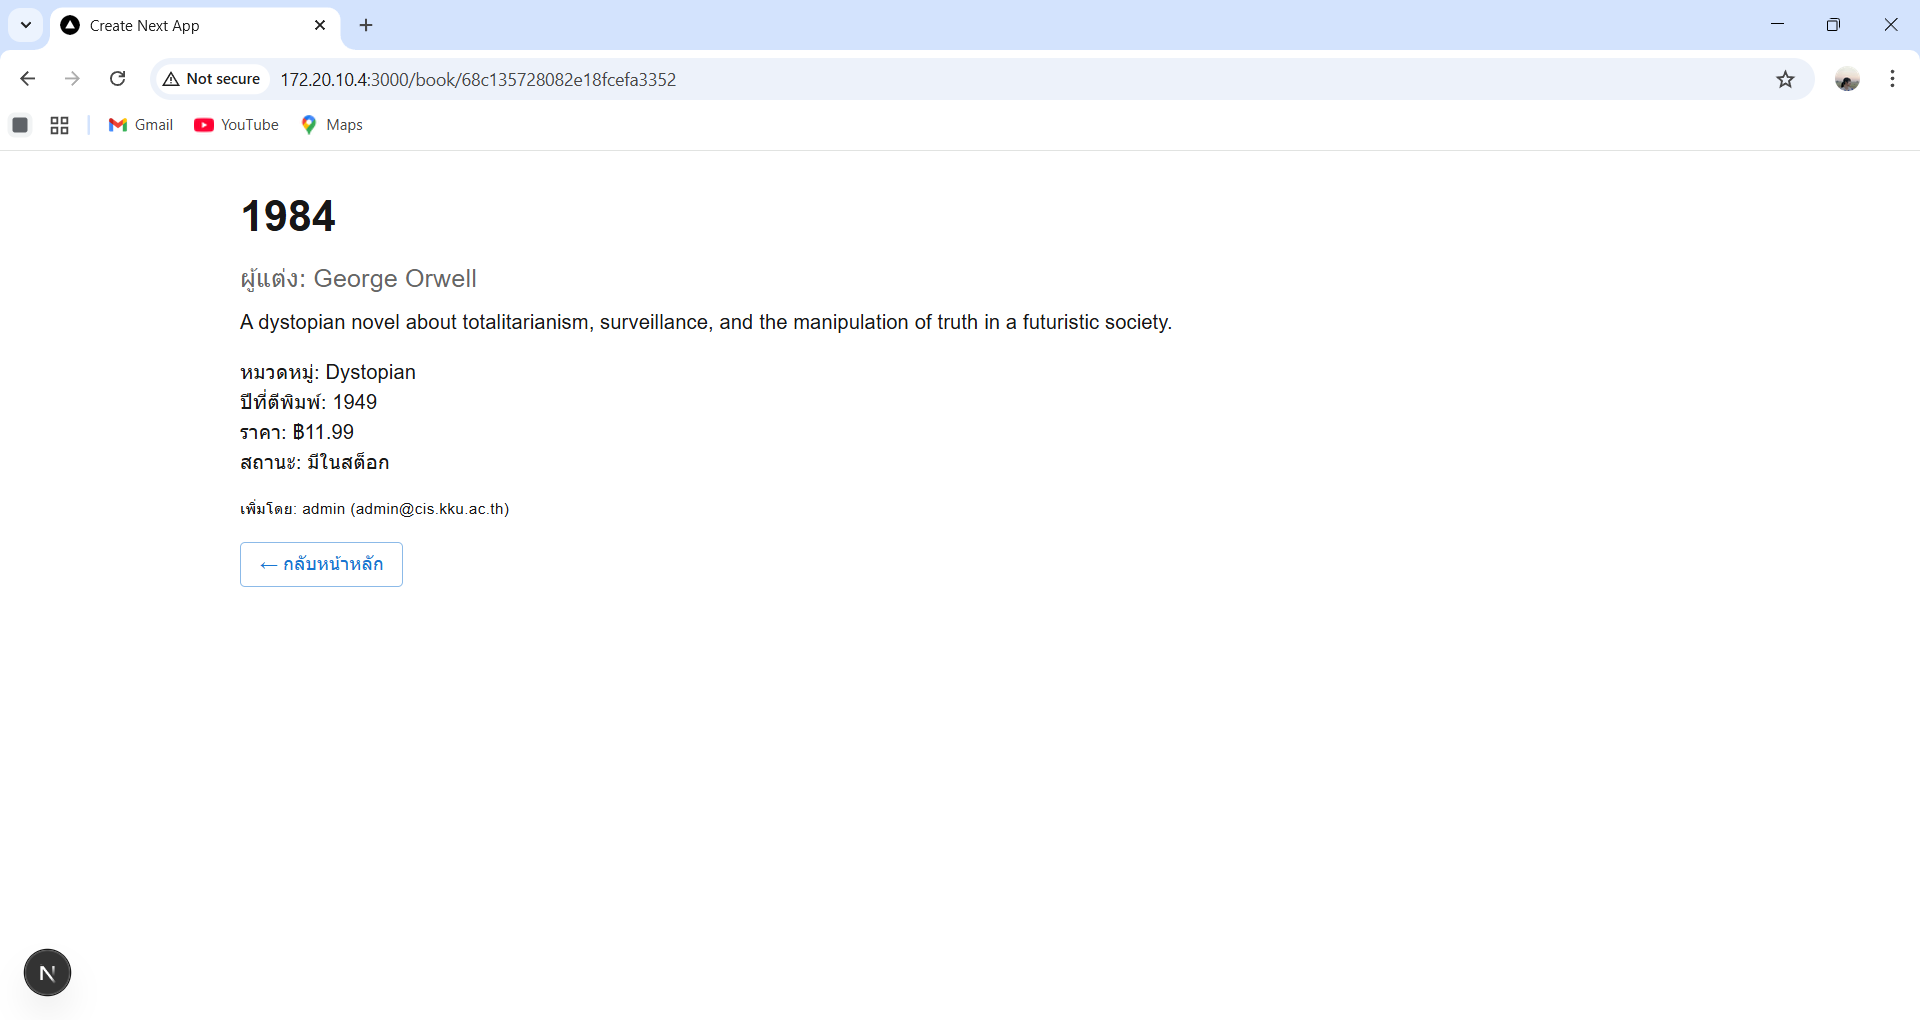 Create Next App
Not secure
172.20.10.4:3000/book/68c135728082e18fcefa3352
Gmail
YouTube
Maps
1984
ผู้แต่ง: George Orwell
A dystopian novel about totalitarianism, surveillance, and the manipulation of truth in a futuristic society.
หมวดหมู่: Dystopian
ปีที่ตีพิมพ์: 1949
ราคา: ฿11.99
สถานะ: มีในสต็อก
เพิ่มโดย: admin (admin@cis.kku.ac.th)
← กลับหน้าหลัก
N